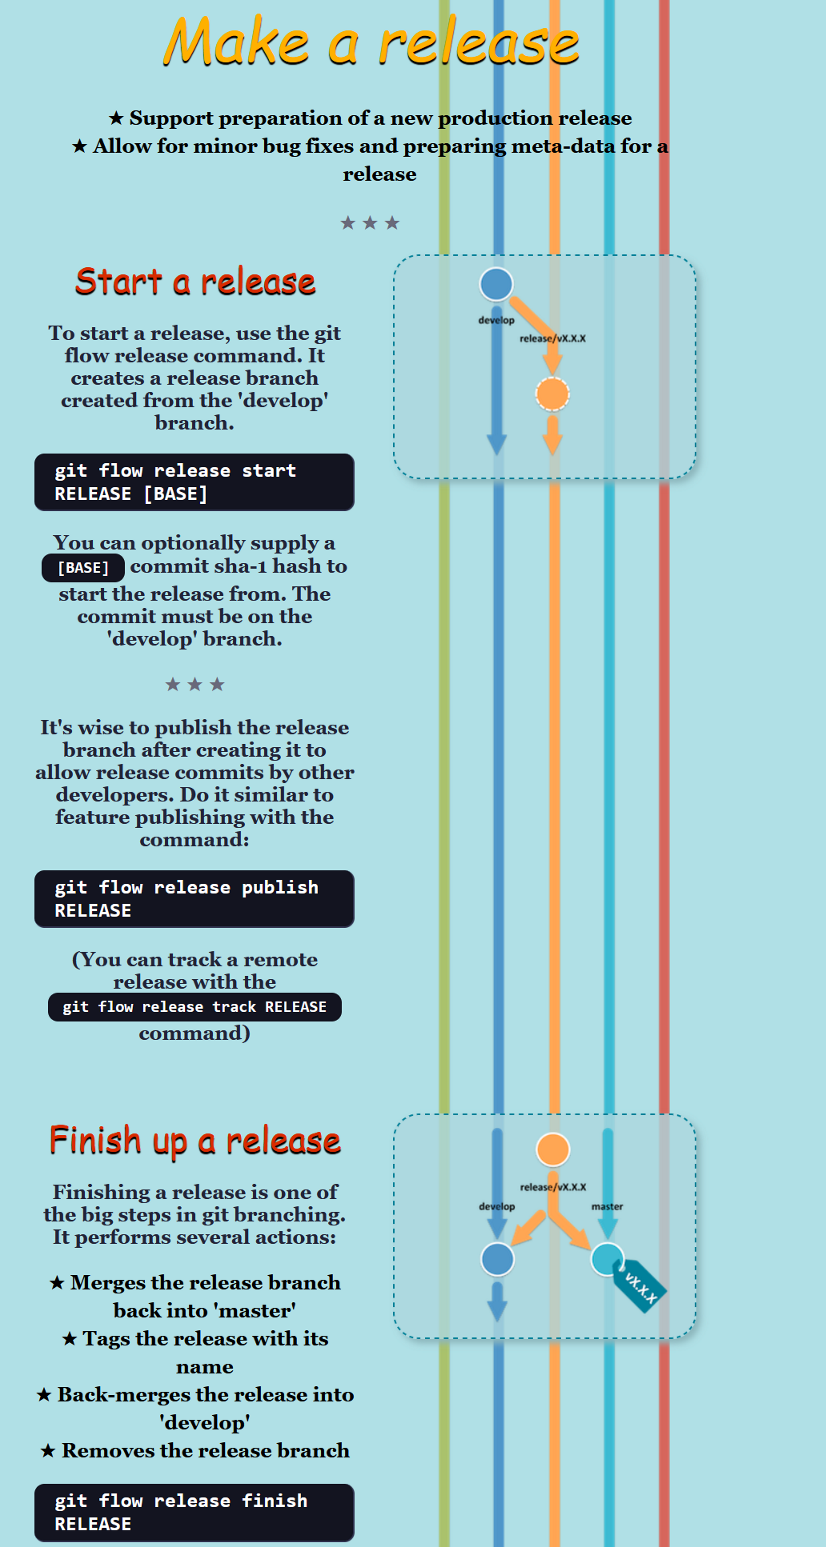 Make a release
★ Support preparation of a new production release
★ Allow for minor bug fixes and preparing meta-data for a
release
★ ★ ★
Start a release
To start a release, use the git
flow release command. It
creates a release branch
created from the 'develop'
branch.
git flow release start
RELEASE [BASE]
You can optionally supply a
[BASE] commit sha-1 hash to
start the release from. The
commit must be on the
'develop' branch.
★ ★ ★
It's wise to publish the release
branch after creating it to
allow release commits by other
developers. Do it similar to
feature publishing with the
command:
git flow release publish
RELEASE
(You can track a remote
release with the
git flow release track RELEASE
command)
develop
release/vX.X.X
Finish up a release
Finishing a release is one of
the big steps in git branching.
It performs several actions:
★ Merges the release branch
back into 'master'
★ Tags the release with its
name
★ Back-merges the release into
'develop'
★ Removes the release branch
git flow release finish
RELEASE
release/vX.X.X
develop
master
vX.X.X